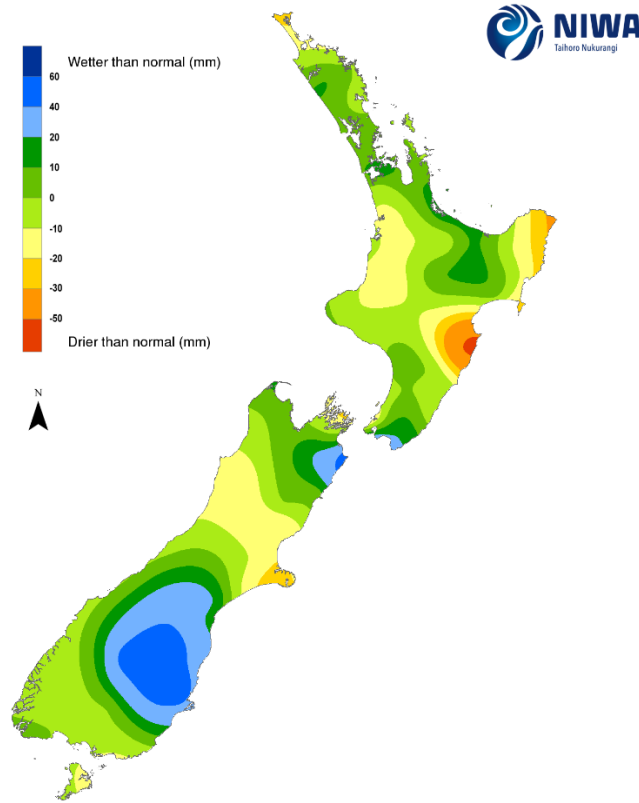 NIWA
Taihoro Nukurangi
Wetter than normal (mm)
60
40
20
10
0
-10
-20
-30
-50
Drier than normal (mm)
N